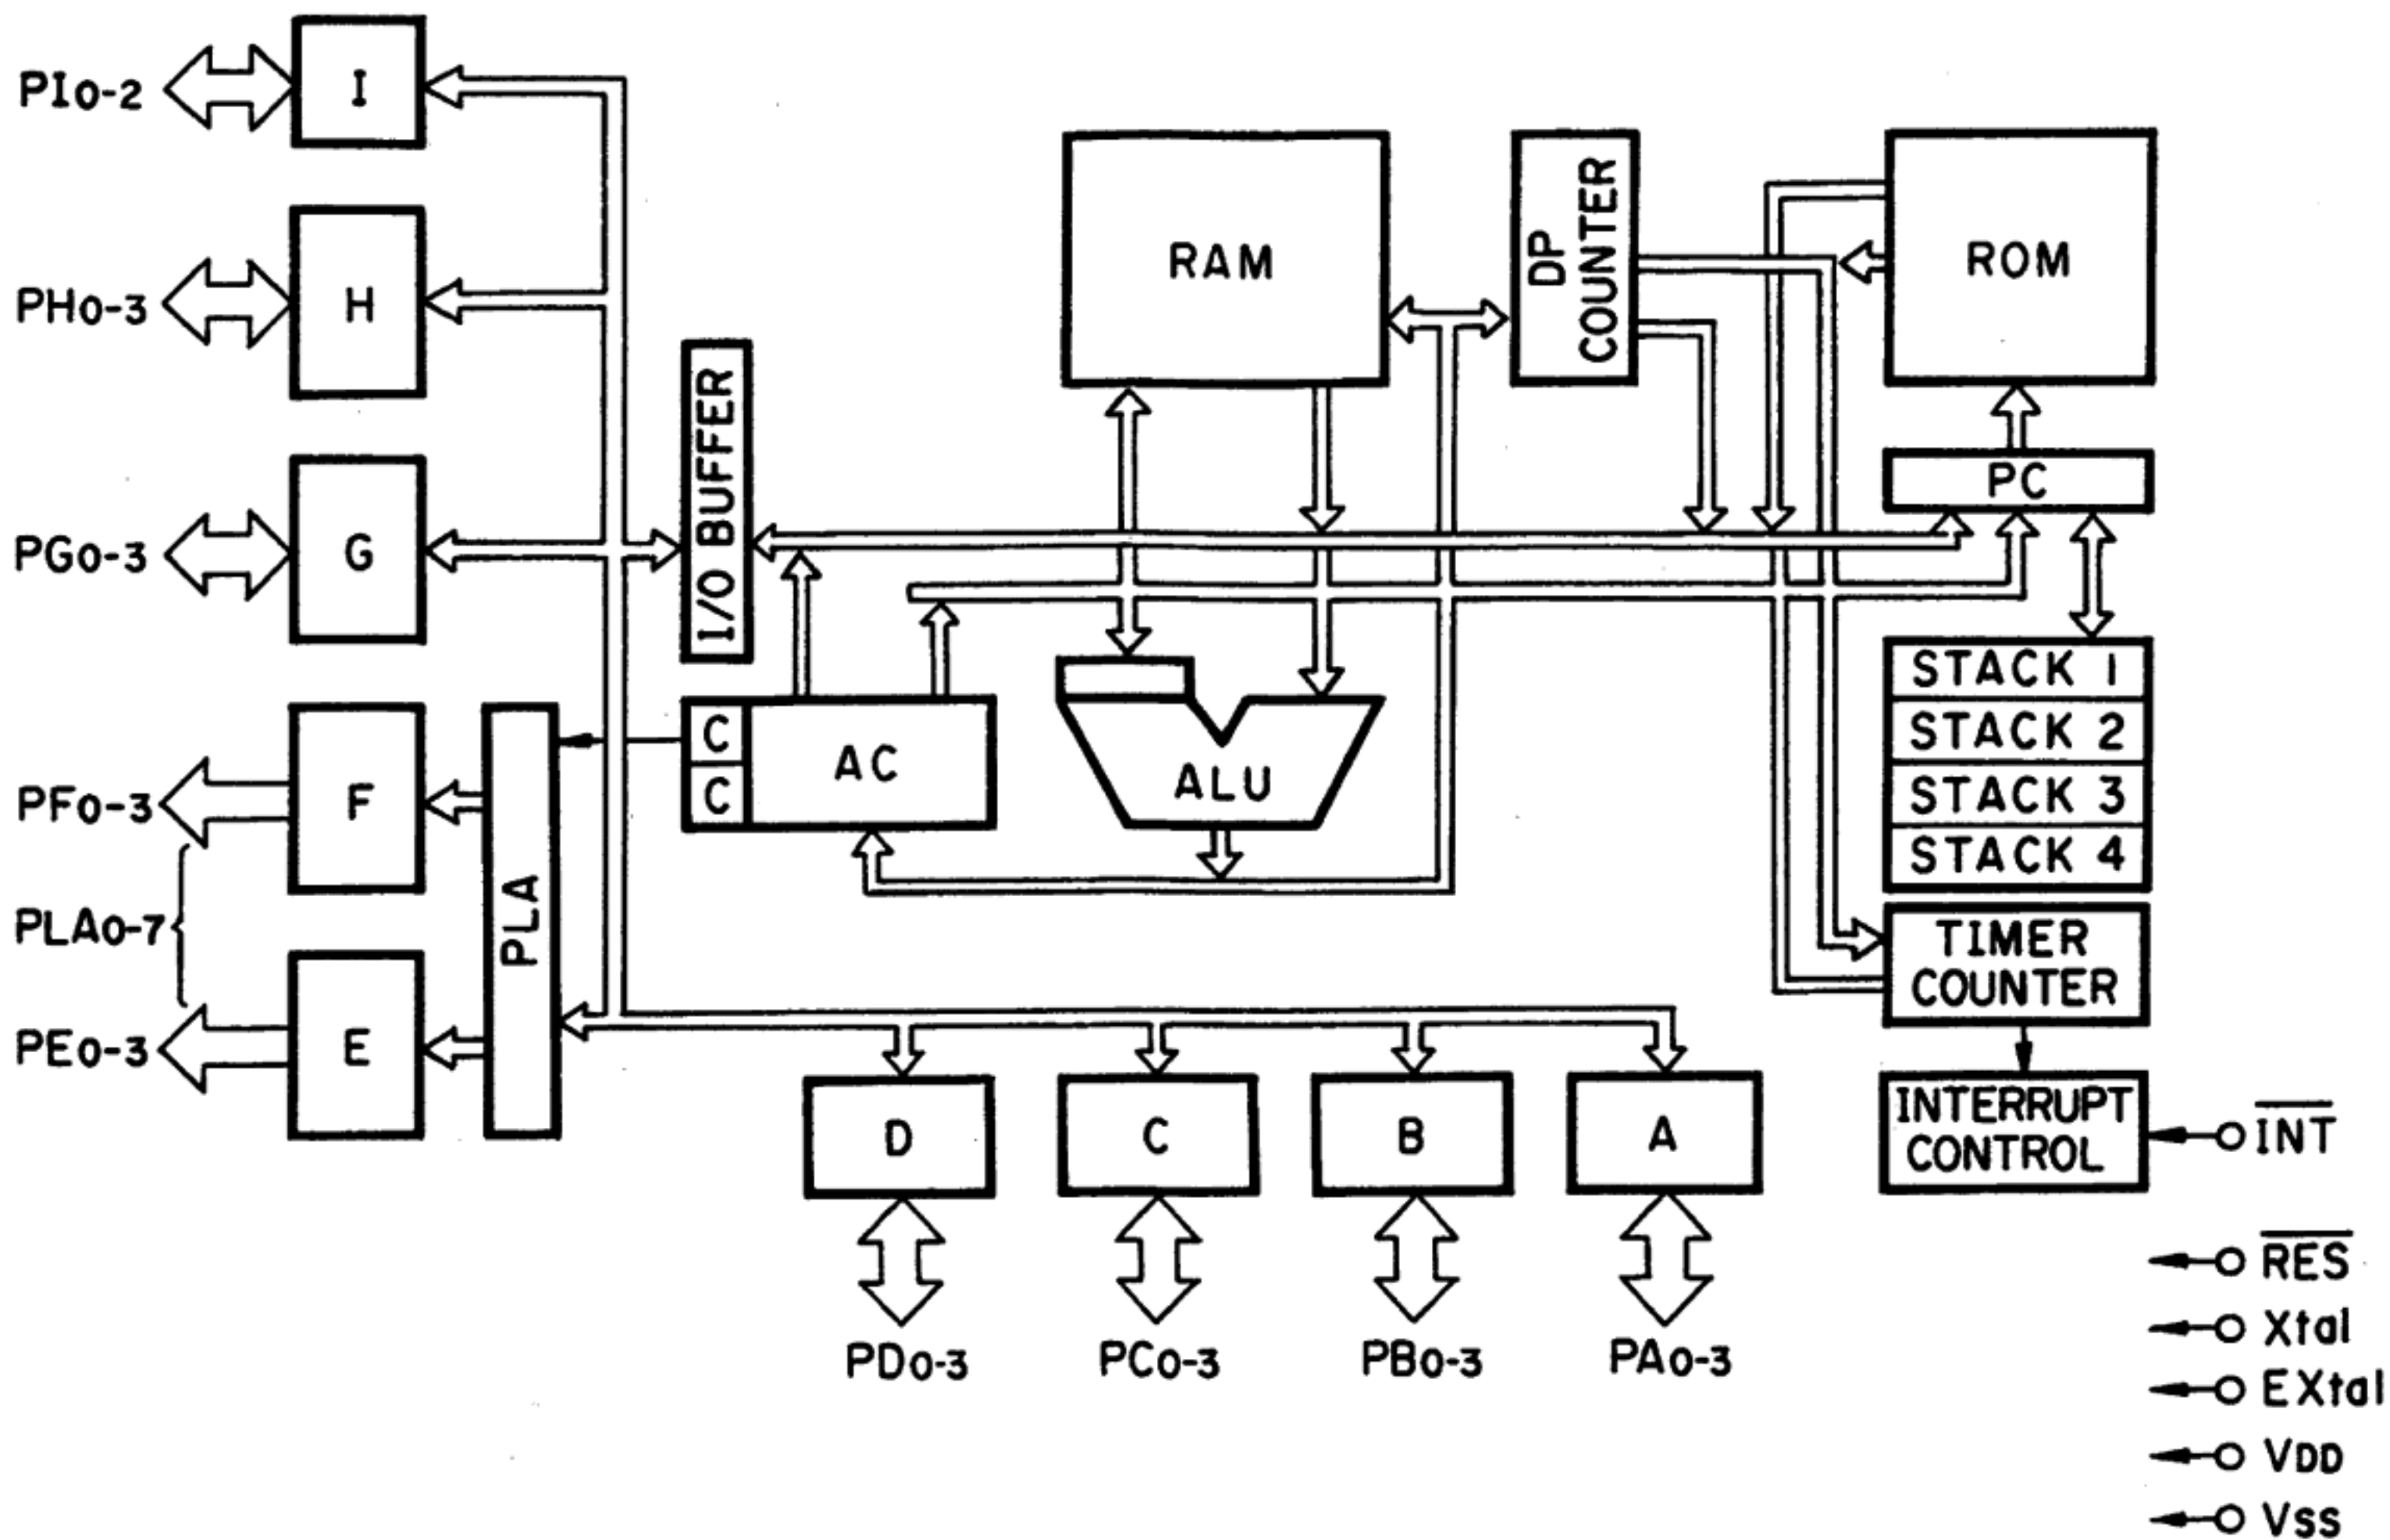 PI0-2
I
PH0-3
H
PG0-3
G
PF0-3
F
PLA0-7
PE0-3
E
PLA
I/O BUFFER
C
C
AC
RAM
ALU
DP
COUNTER
ROM
PC
STACK 1
STACK 2
STACK 3
STACK 4
TIMER
COUNTER
INTERRUPT
CONTROL
INT
D
C
B
A
PD0-3
PC0-3
PB0-3
PA0-3
RES
Xtal
EXtal
VDD
VSS